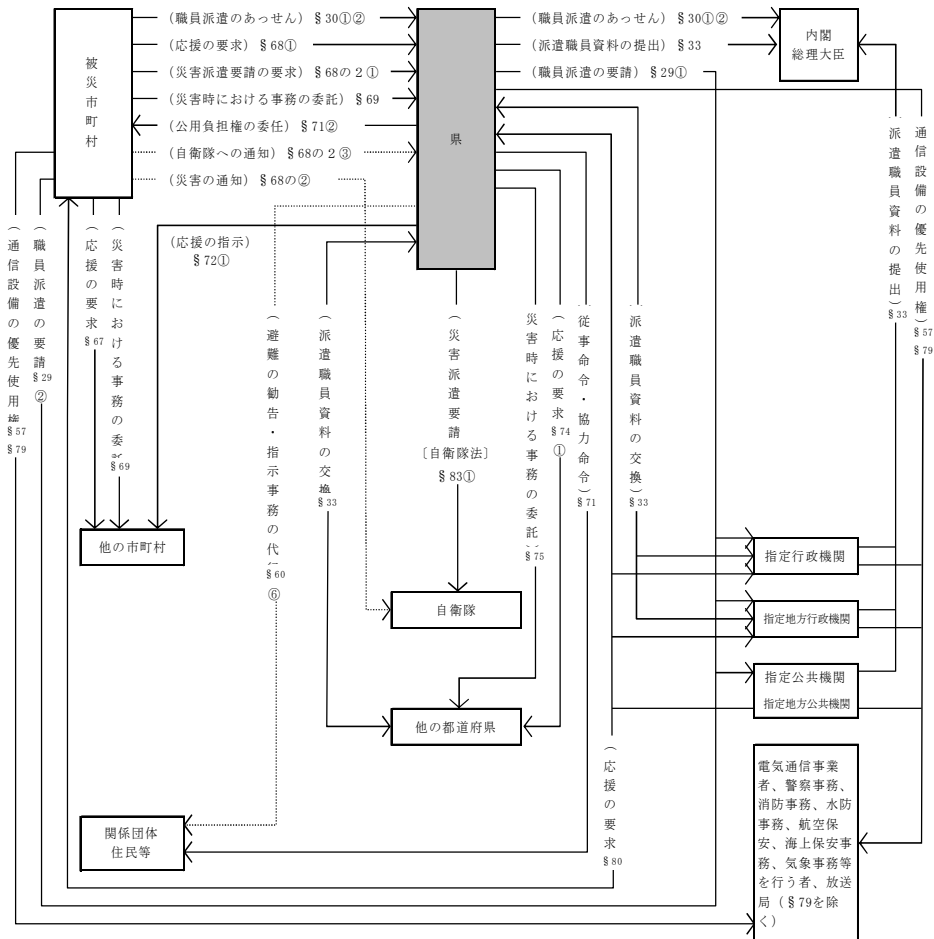 (職員派遣のあっせん) §30①②
(応援の要求) §68①
(災害派遣要請の要求) §68の2①
(災害時における事務の委託) §69
(公用負担権の委任) §71②
(自衛隊への通知) §68の2③
(災害の通知) §68の②
被災市町村
県
(職員派遣のあっせん) §30①②
(派遣職員資料の提出) §33
(職員派遣の要請) §29①
内閣
総理大臣
(応援の指示)
§72①
(通信設備の優先使用権
§57
§79
(職員派遣の要請
§29
②
(応援の要求
§67
(災害時における事務の委
§69
(避難の勧告・指示事務の代
§60
⑥
(派遣職員資料の交換
§33
(災害派遣要請
〔自衛隊法〕
§83①
災害時における事務の委託)
§75
(応援の要求
§74
①
従事命令・協力命令)
§71
派遣職員資料の交換)
§33
派遣職員資料の提出)
§33
通信設備の優先使用権)
§57
§79
他の市町村
自衛隊
他の都道府県
関係団体
住民等
(応援の要求
§80
指定行政機関
指定地方行政機関
指定公共機関
指定地方公共機関
電気通信事業
者、警察事務、
消防事務、水防
事務、航空保
安、海上保安事
務、気象事務等
を行う者、放送
局(§79を除
く)